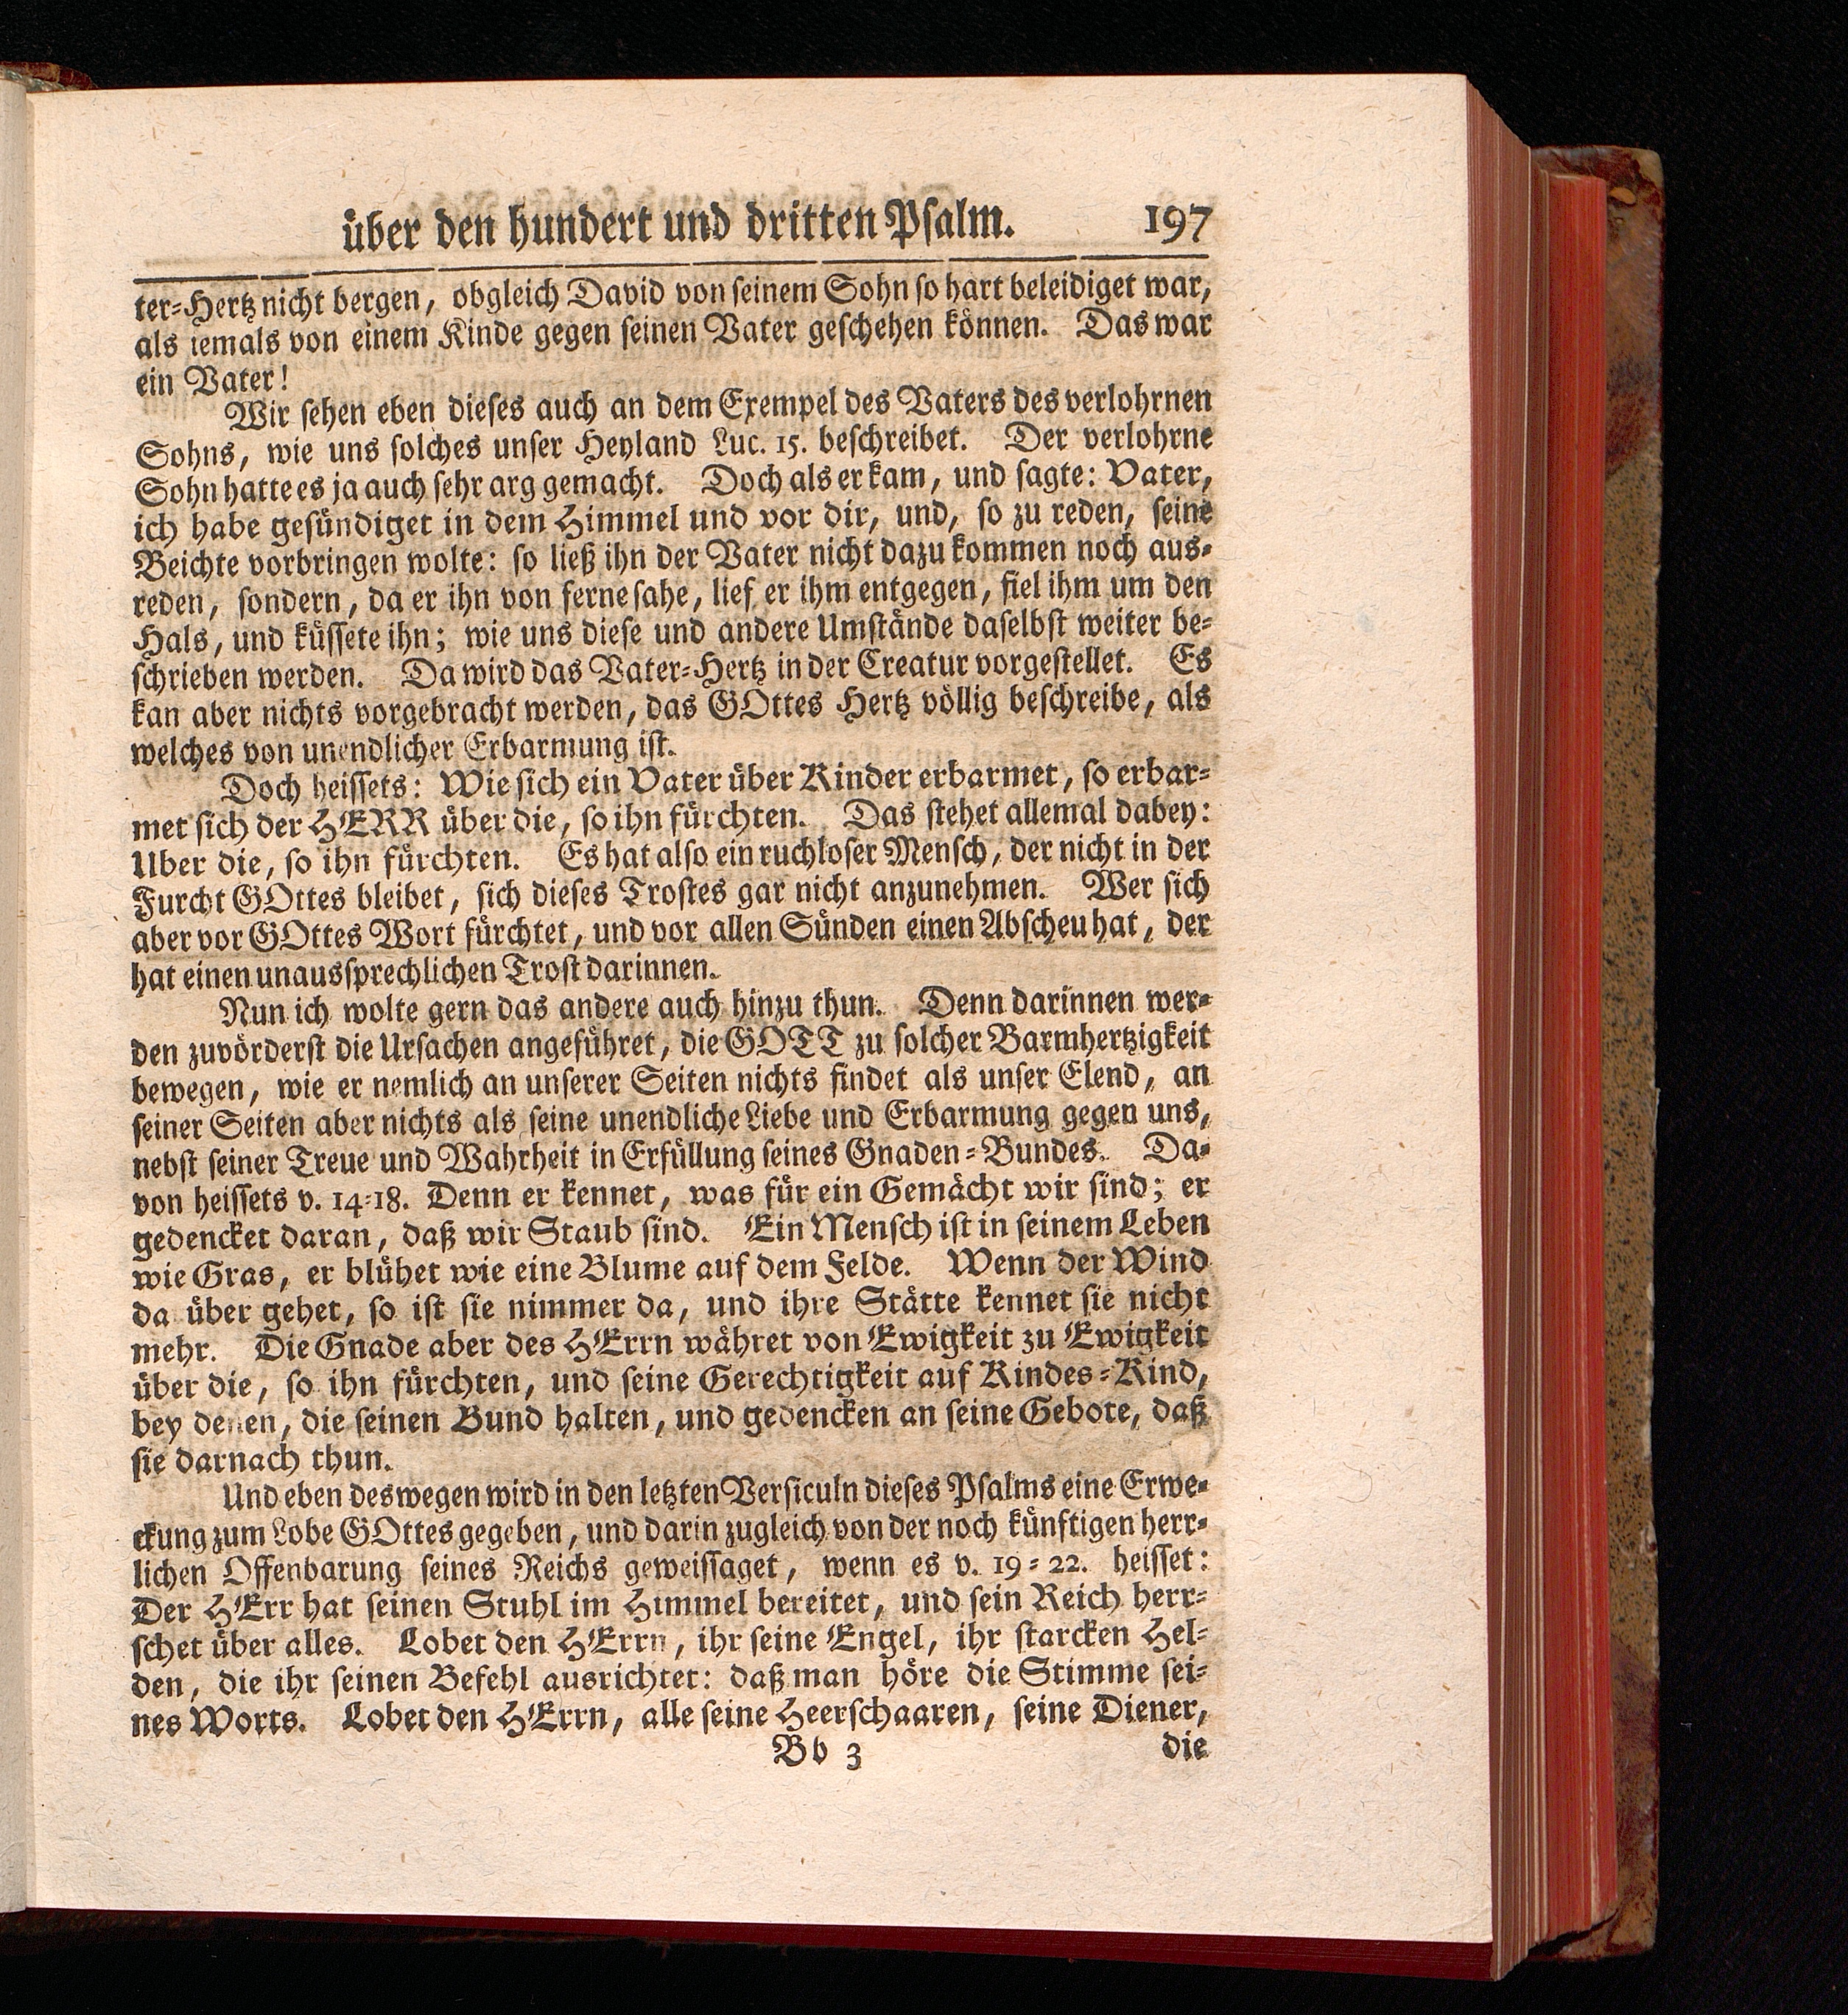 über den hundert und dritten Psalm. 197
ter-Hertz nicht bergen, obgleich David von seinem Sohn so hart beleidiget war,
als iemals von einem Kinde gegen seinen Vater geschehen können. Das war
ein Vater!
Wir sehen eben dieses auch an dem Exempel des Vaters des verlohrnen
Sohns, wie uns solches unser Heyland Luc. 15. beschreibet. Der verlohrne
Sohn hatte es ja auch sehr arg gemacht. Doch als er kam, und sagte: Vater,
ich habe gesündiget in dem Himmel und vor dir, und, so zu reden, seine
Beichte vorbringen wolte: so ließ ihn der Vater nicht dazu kommen noch aus-
reden, sondern, da er ihn von ferne sahe, lief er ihm entgegen, fiel ihm um den
Hals, und küssete ihn; wie uns diese und andere Umstände daselbst weiter be-
schrieben werden. Da wird das Vater-Hertz in der Creatur vorgestellet. Es
kan aber nichts vorgebracht werden, das GOttes Hertz völlig beschreibe, als
welches von unendlicher Erbarmung ist.
Doch heissets: Wie sich ein Vater über Kinder erbarmet, so erbar-
met sich der HERR über die, so ihn fürchten. Das stehet allemal dabey:
Uber die, so ihn fürchten. Es hat also ein ruchloser Mensch, der nicht in der
Furcht GOttes bleibet, sich dieses Trostes gar nicht anzunehmen. Wer sich
aber vor GOttes Wort fürchtet, und vor allen Sünden einen Abscheu hat, der
hat einen unaussprechlichen Trost darinnen.
Nun ich wolte gern das andere auch hinzu thun. Denn darinnen wer-
den zuvörderst die Ursachen angeführet, die GOTT zu solcher Barmhertzigkeit
bewegen, wie er nemlich an unserer Seiten nichts findet als unser Elend, an
seiner Seiten aber nichts als seine unendliche Liebe und Erbarmung gegen uns,
nebst seiner Treue und Wahrheit in Erfüllung seines Gnaden-Bundes. Da-
von heissets v. 14-18. Denn er kennet, was für ein Gemächt wir sind; er
gedencket daran, daß wir Staub sind. Ein Mensch ist in seinem Leben
wie Gras, er blühet wie eine Blume auf dem Felde. Wenn der Wind
da über gehet, so ist sie nimmer da, und ihre Stätte kennet sie nicht
mehr. Die Gnade aber des HErrn währet von Ewigkeit zu Ewigkeit
über die, so ihn fürchten, und seine Gerechtigkeit auf Kindes-Kind,
bey denen, die seinen Bund halten, und gedencken an seine Gebote, daß
sie darnach thun.
Und eben deswegen wird in den letzten Versiculn dieses Psalms eine Erwe-
ckung zum Lobe GOttes gegeben, und darin zugleich von der noch künftigen herr-
lichen Offenbarung seines Reichs geweissaget, wenn es v. 19-22. heisset:
Der HErr hat seinen Stuhl im Himmel bereitet, und sein Reich herr-
schet über alles. Lobet den HErrn, ihr seine Engel, ihr starcken Hel-
den, die ihr seinen Befehl ausrichtet: daß man höre die Stimme sei-
nes Worts. Lobet den HErrn, alle seine Heerschaaren, seine Diener,
Bb 3 die